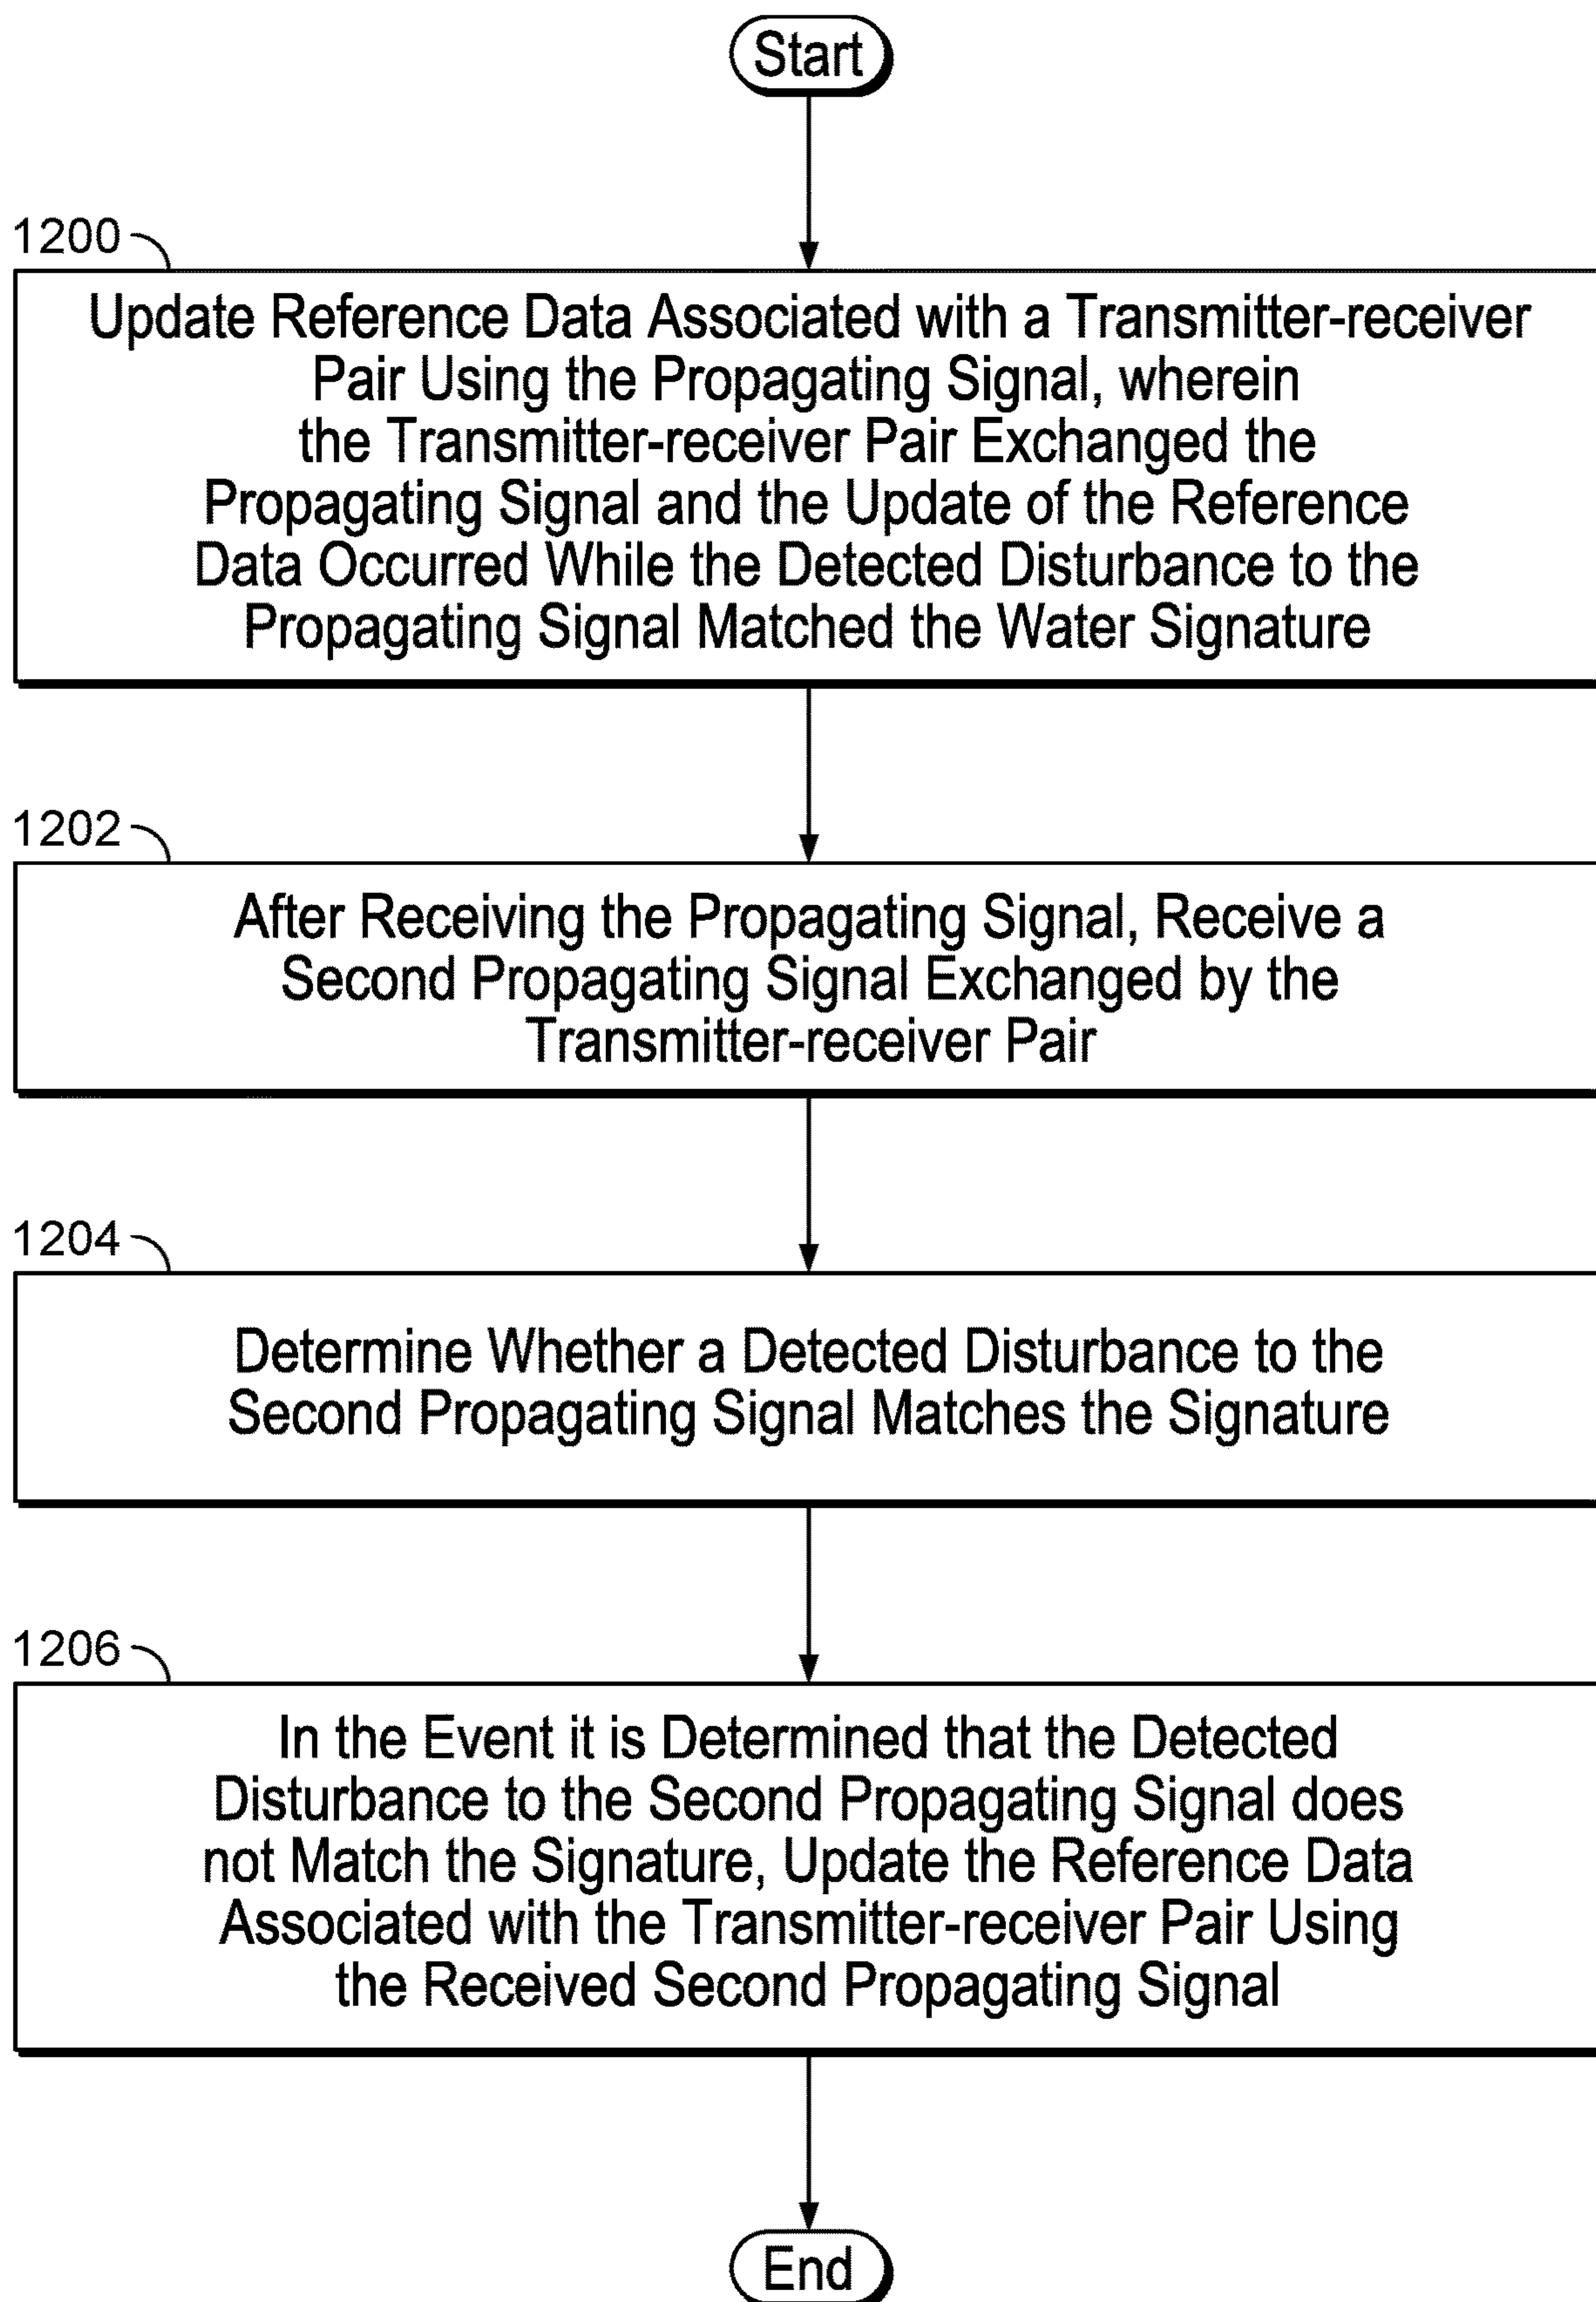 Start
1200
Update Reference Data Associated with a Transmitter-receiver
Pair Using the Propagating Signal, wherein
the Transmitter-receiver Pair Exchanged the
Propagating Signal and the Update of the Reference
Data Occurred While the Detected Disturbance to the
Propagating Signal Matched the Water Signature
1202
After Receiving the Propagating Signal, Receive a
Second Propagating Signal Exchanged by the
Transmitter-receiver Pair
1204
Determine Whether a Detected Disturbance to the
Second Propagating Signal Matches the Signature
1206
In the Event it is Determined that the Detected
Disturbance to the Second Propagating Signal does
not Match the Signature, Update the Reference Data
Associated with the Transmitter-receiver Pair Using
the Received Second Propagating Signal
End